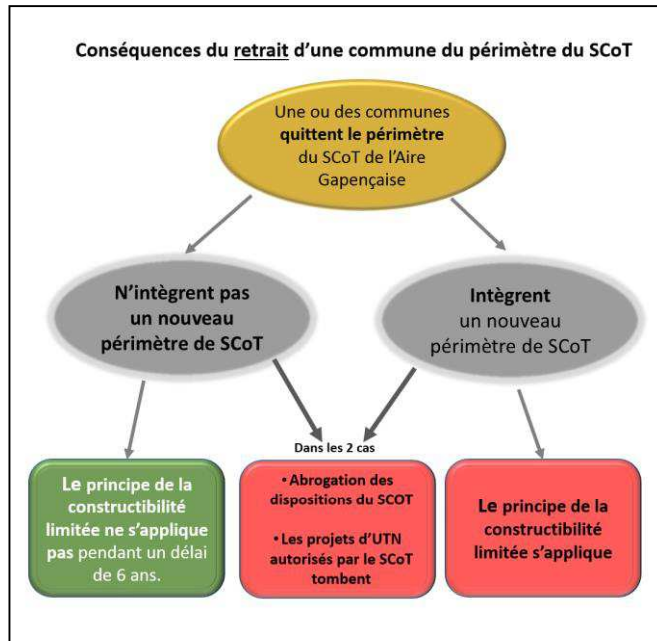 Conséquences du retrait d'une commune du périmètre du SCoT
Une ou des communes
quittent le périmètre
du SCoT de l'Aire
Gapençaise
N'intègrent pas
un nouveau
périmètre de SCoT
Intègrent
un nouveau
périmètre de SCoT
Dans les 2 cas
Le principe de la
constructibilité
limitée ne s'applique
pas pendant un délai
de 6 ans.
• Abrogation des
dispositions du SCOT
• Les projets d'UTN
autorisés par le SCoT
tombent
Le principe de la
constructibilité
limitée s'applique